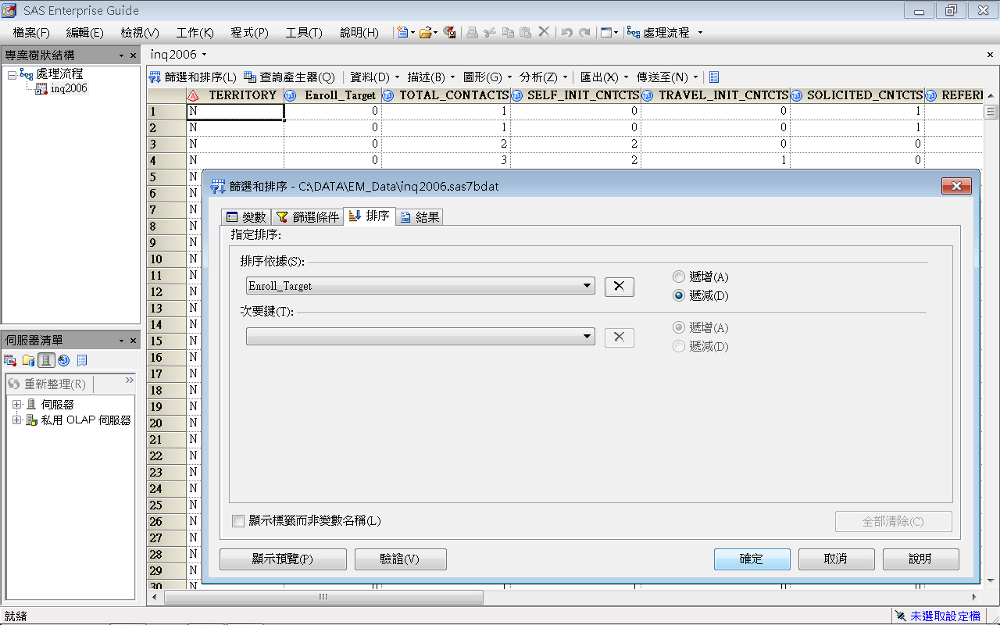 SAS Enterprise Guide
檔案(F) 編輯(E) 檢視(V) 工作(K) 程式(P) 工具(T) 說明(H) 處理流程
專案樹狀結構
處理流程
inq2006
inq2006
篩選和排序(L) 查詢產生器(Q) 資料(D) 描述(B) 圖形(G) 分析(Z) 匯出(X) 傳送至(N)
TERRITORY Enroll_Target TOTAL_CONTACTS SELF_INIT_CNTCTS TRAVEL_INIT_CNTCTS SOLICITED_CNTCTS
1 N 0 1 0 0 1
2 N 0 1 0 0 1
3 N 0 2 2 0 0
4 N 0 3 2 1 0
5 N
6 N
7 N
8 N
9 N
10 N
11 N
12 N
13 N
14 N
15 N
16 N
17 N
18 N
19 N
20 N
21 N
22 N
23 N
24 N
25 N
26 N
27 N
28 N
29 N
30 N
篩選和排序 - C:\DATA\EM_Data\inq2006.sas7bdat
變數 篩選條件 排序 結果
指定排序:
排序依據(S):
Enroll_Target
遞增(A)
遞減(D)
次要鍵(T):
遞增(A)
遞減(D)
顯示標籤而非變數名稱(L)
全部清除(C)
顯示預覽(P) 驗證(V) 確定 取消 說明
伺服器清單
重新整理(R)
伺服器
私用 OLAP 伺服器
就緒
未選取設定檔